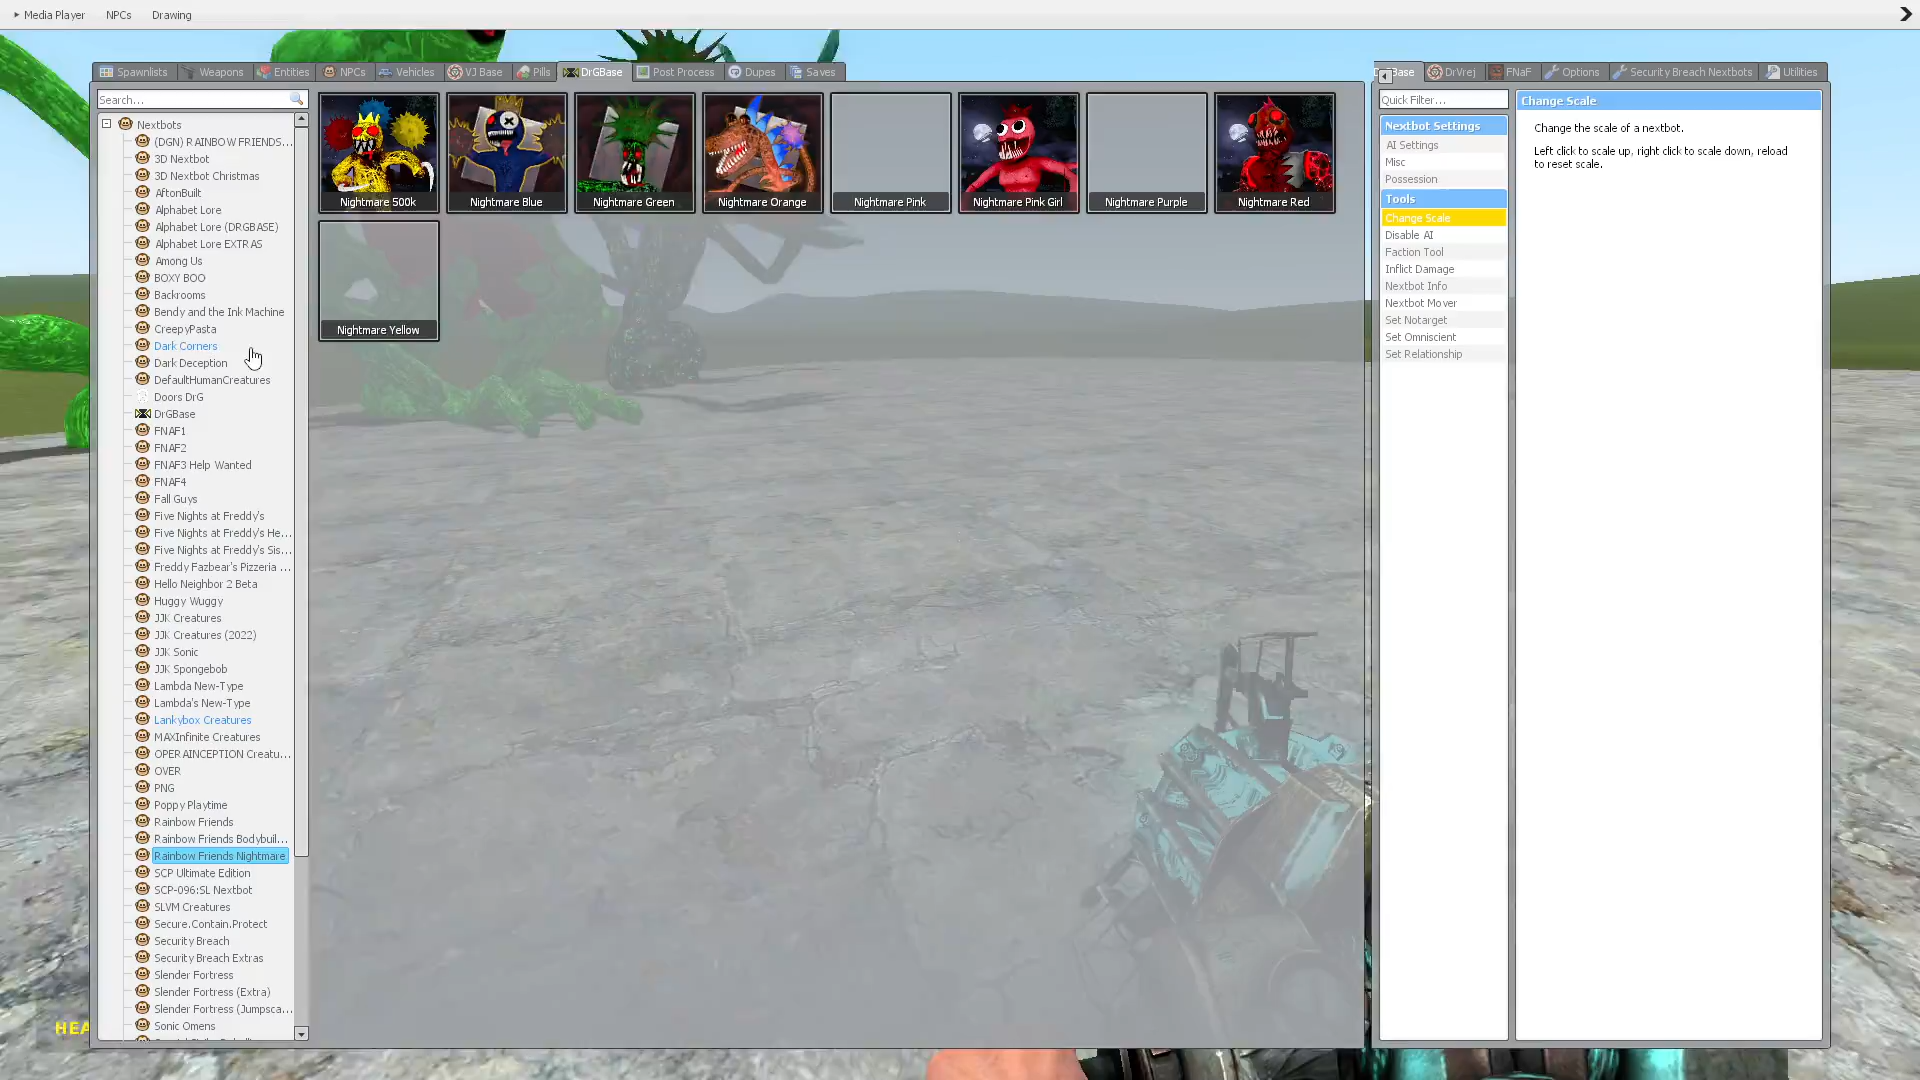 Media Player NPCs Drawing
Spawnlists Weapons Entities NPCs Vehicles VJ Base Pills DrGBase Post Process Dupes Saves
DrVrej FNaF Options Security Breach Nextbots Utilities
Search...
Nextbots
(DGN) RAINBOW FRIENDS...
3D Nextbot
3D Nextbot Christmas
AftonBuilt
Alphabet Lore
Alphabet Lore (DRGBASE)
Alphabet Lore EXTRAS
Among Us
BOXY BOO
Backrooms
Bendy and the Ink Machine
CreepyPasta
Dark Corners
Dark Deception
DefaultHumanCreatures
Doors DrG
DrGBase
FNAF1
FNAF2
FNAF3 Help Wanted
FNAF4
Fall Guys
Five Nights at Freddy's
Five Nights at Freddy's He...
Five Nights at Freddy's Sis...
Freddy Fazbear's Pizzeria ...
Hello Neighbor 2 Beta
Huggy Wuggy
JJK Creatures
JJK Creatures (2022)
JJK Sonic
JJK Spongebob
Lambda New-Type
Lambda's New-Type
Lankybox Creatures
MAXInfinite Creatures
OPERAINCEPTION Creatu...
OVER
PNG
Poppy Playtime
Rainbow Friends
Rainbow Friends Bodybuil...
Rainbow Friends Nightmare
SCP Ultimate Edition
SCP-096:SL Nextbot
SLVM Creatures
Secure.Contain.Protect
Security Breach
Security Breach Extras
Slender Fortress
Slender Fortress (Extra)
Slender Fortress (Jumpsca...
Sonic Omens
Nightmare 500k
Nightmare Blue
Nightmare Green
Nightmare Orange
Nightmare Pink
Nightmare Pink Girl
Nightmare Purple
Nightmare Red
Nightmare Yellow
Quick Filter...
Nextbot Settings
AI Settings
Misc
Possession
Tools
Change Scale
Disable AI
Faction Tool
Inflict Damage
Nextbot Info
Nextbot Mover
Set Notarget
Set Omniscient
Set Relationship
Change Scale
Change the scale of a nextbot.
Left click to scale up, right click to scale down, reload
to reset scale.